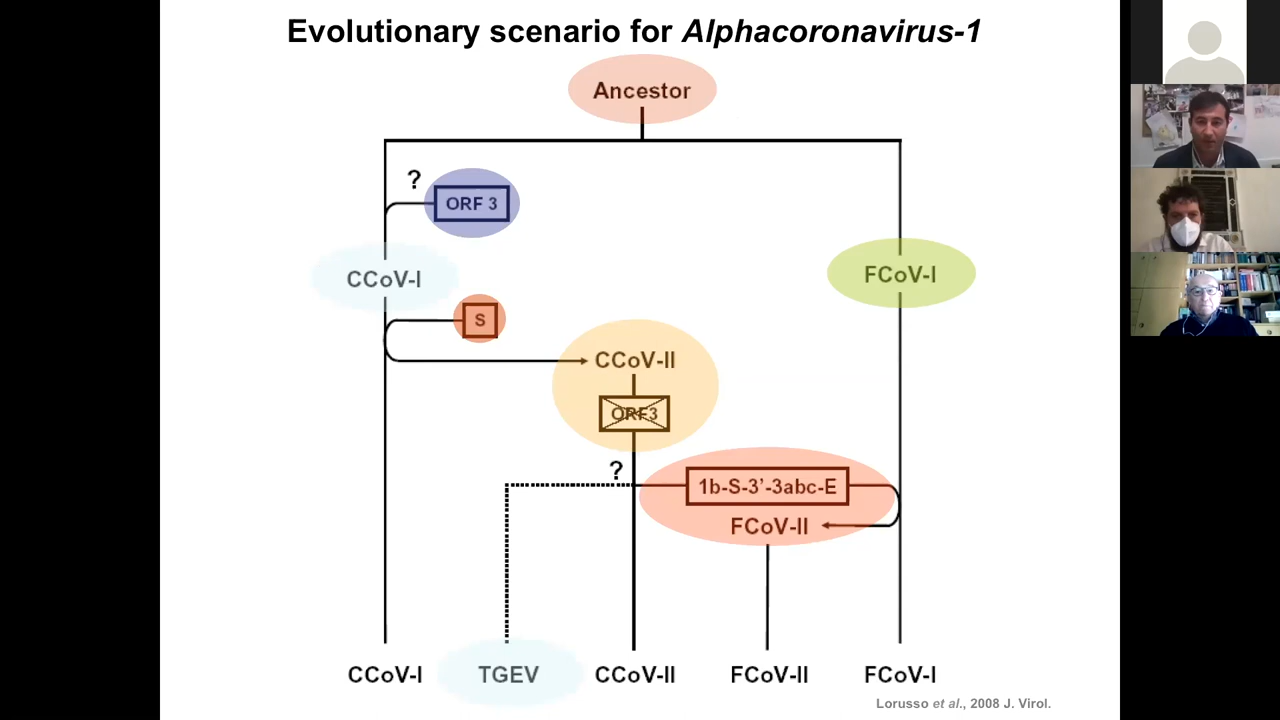 Evolutionary scenario for Alphacoronavirus-1
Ancestor
?
ORF 3
CCoV-I
FCoV-I
S
CCoV-II
ORF3
?
1b-S-3’-3abc-E
FCoV-II
CCoV-I
TGEV
CCoV-II
FCoV-II
FCoV-I
Lorusso et al., 2008 J. Virol.